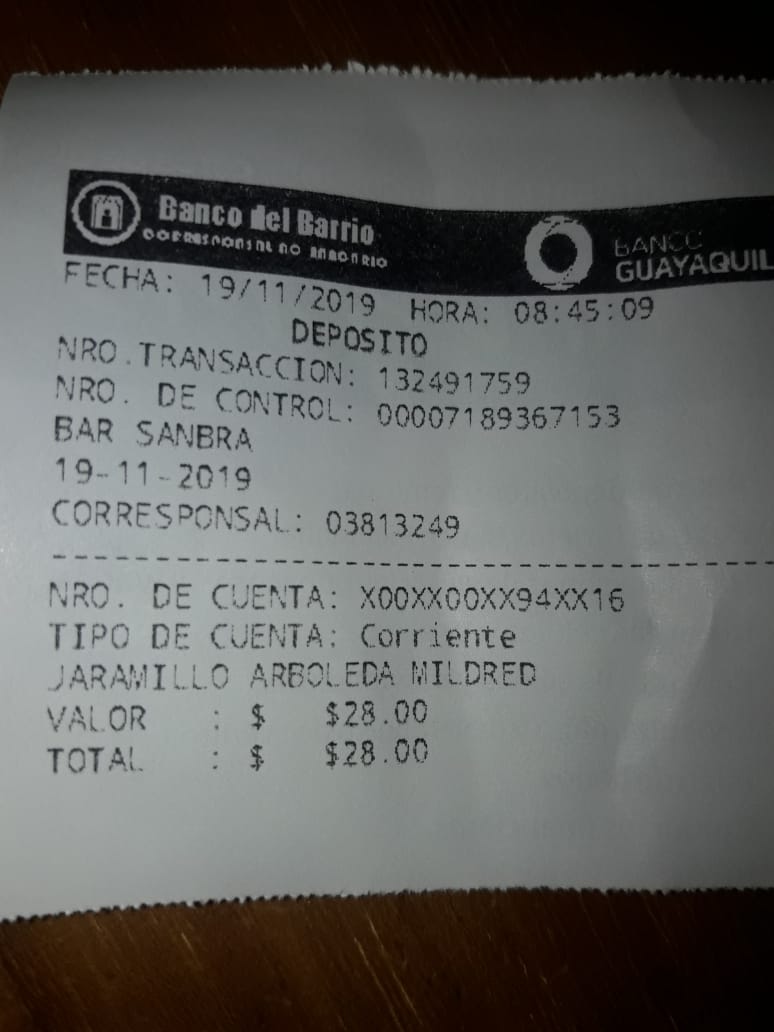 Banco del Barrio
CORRESPONSAL NO BANCARIO
BANCO
GUAYAQUIL
FECHA: 19/11/2019 HORA: 08:45:09
DEPOSITO
NRO.TRANSACCION: 132491759
NRO. DE CONTROL: 00007189367153
BAR SANBRA
19-11-2019
CORRESPONSAL: 03813249
--------------------------------
NRO. DE CUENTA: X00XX00XX94XX16
TIPO DE CUENTA: Corriente
JARAMILLO ARBOLEDA MILDRED
VALOR : $ $28.00
TOTAL : $ $28.00